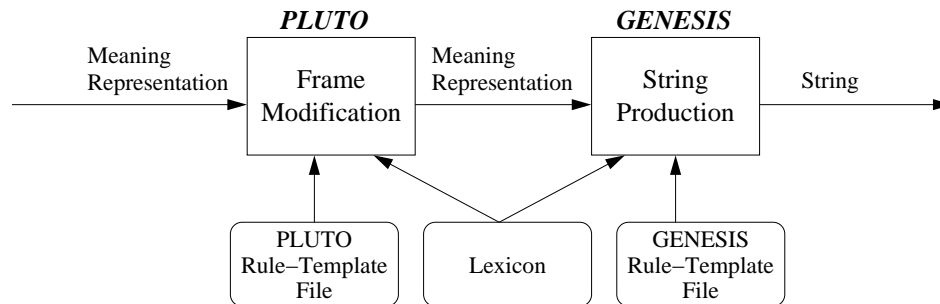 PLUTO
GENESIS
Meaning
Representation
Frame
Modification
Meaning
Representation
String
Production
String
PLUTO
Rule−Template
File
Lexicon
GENESIS
Rule−Template
File